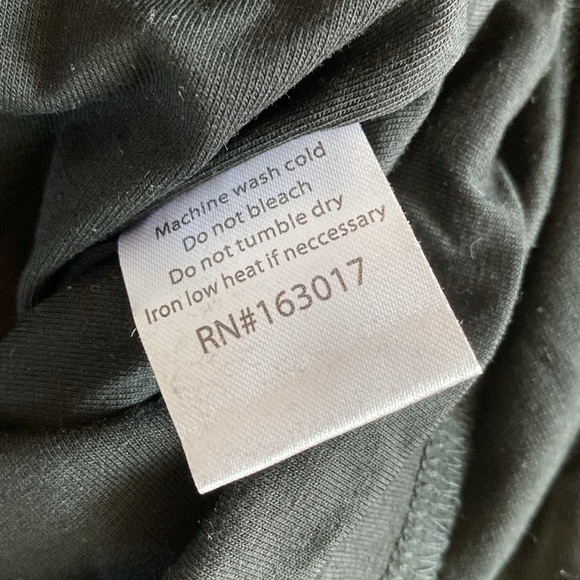 Machine wash cold
Do not bleach
Do not tumble dry
Iron low heat if neccessary
RN#163017